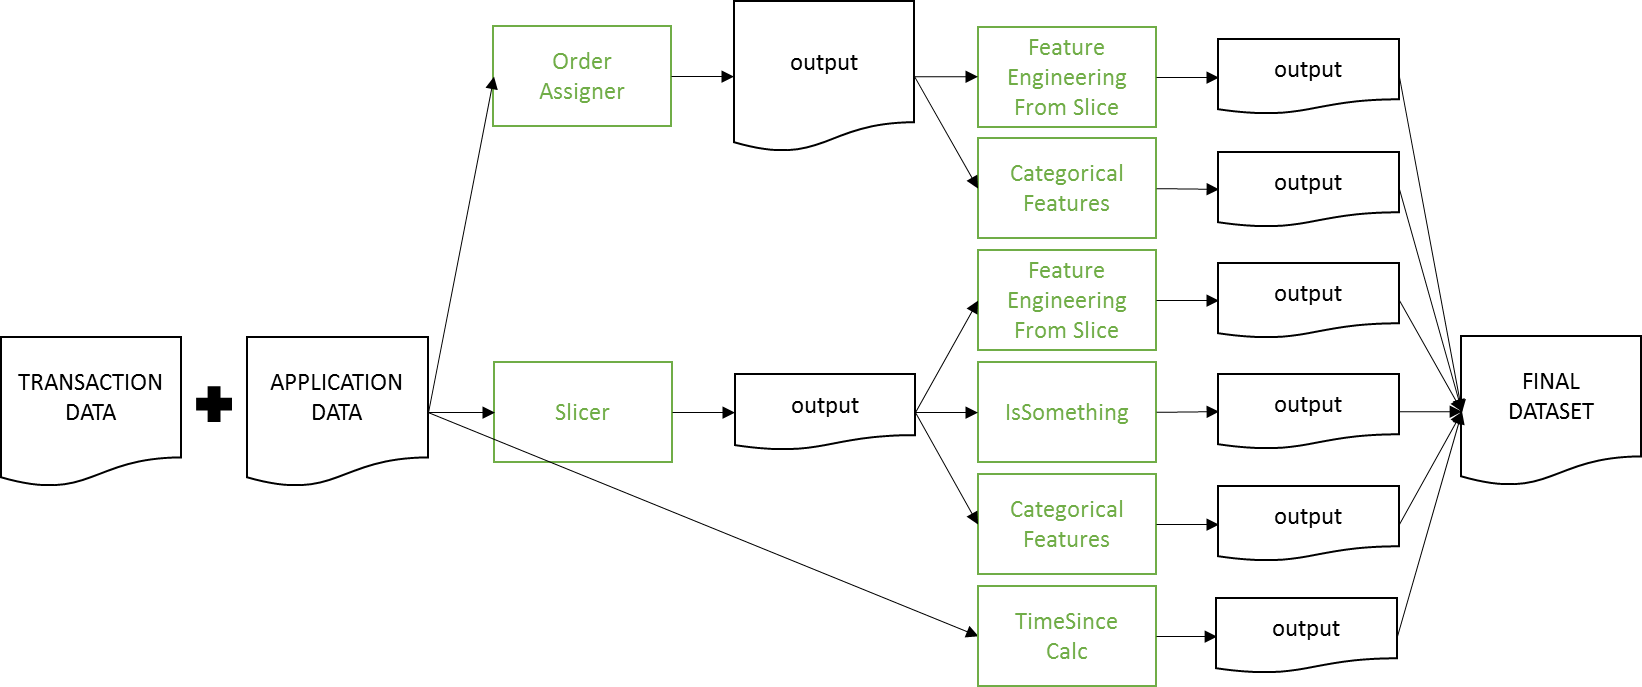 TRANSACTION
DATA
APPLICATION
DATA
Order
Assigner
output
Feature
Engineering
From Slice
output
Categorical
Features
output
Slicer
output
Feature
Engineering
From Slice
output
IsSomething
output
Categorical
Features
output
TimeSince
Calc
output
FINAL
DATASET